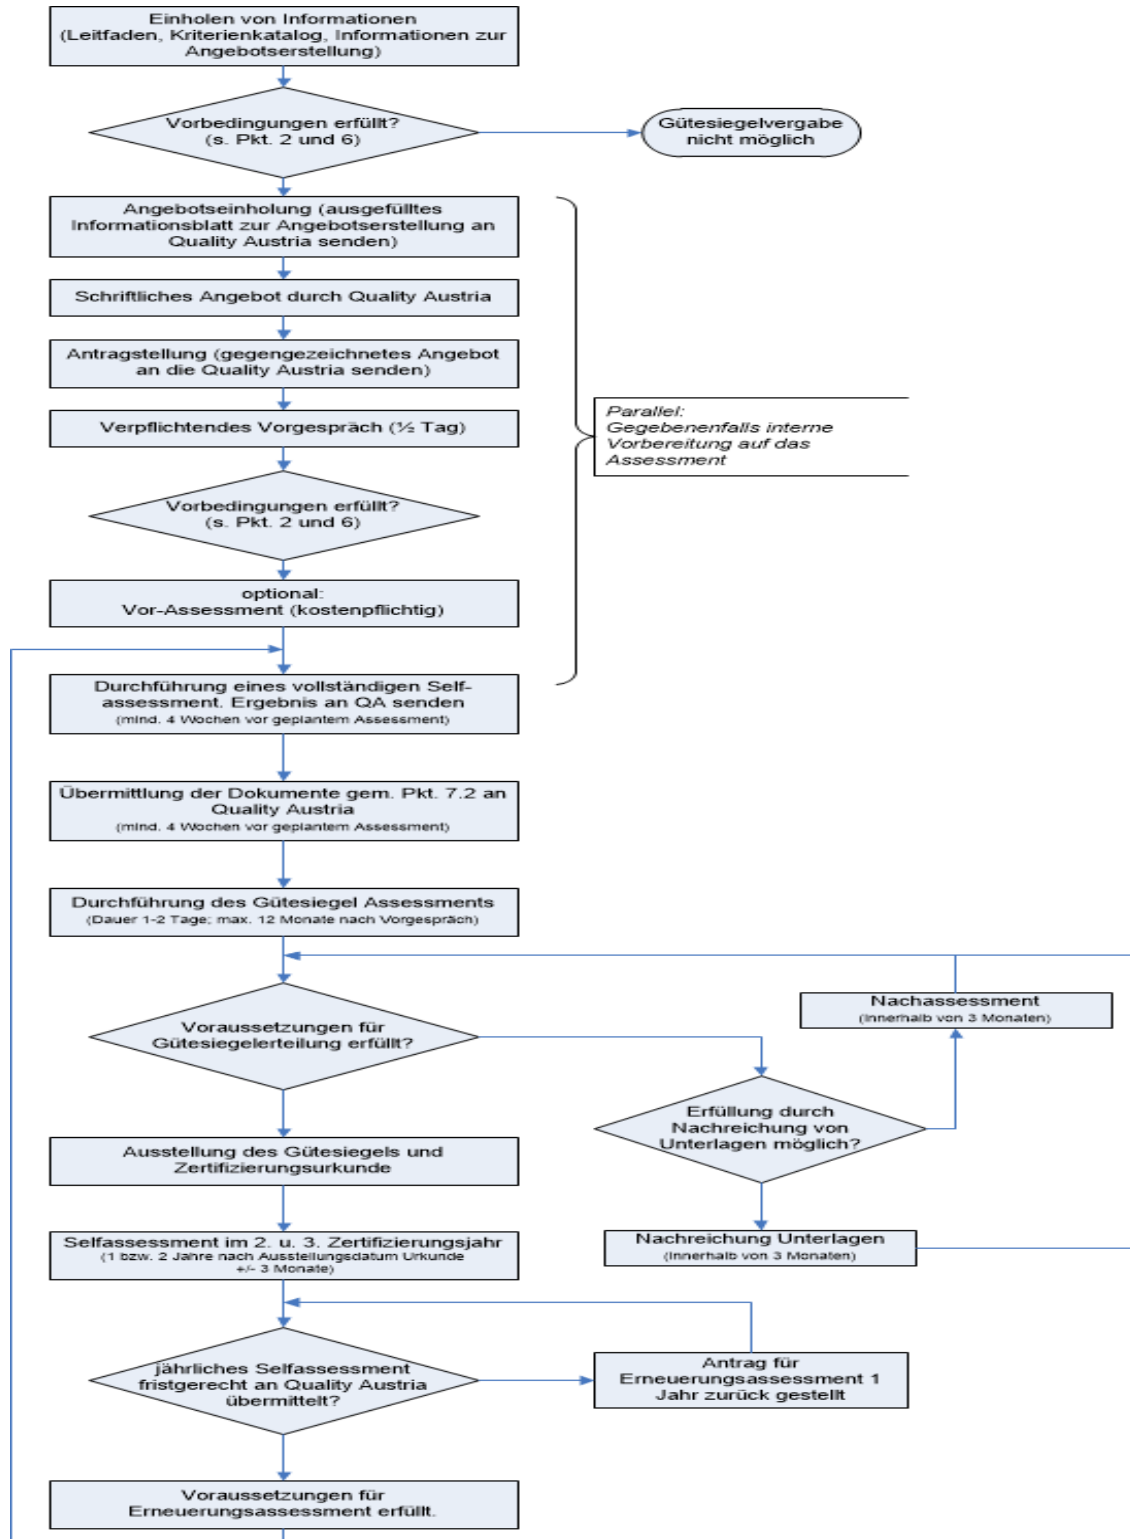 Einholen von Informationen
(Leitfaden, Kriterienkatalog, Informationen zur
Angebotserstellung)
Vorbedingungen erfüllt?
(s. Pkt. 2 und 6)
Gütesiegelvergabe
nicht möglich
Angebotseinholung (ausgefülltes
Informationsblatt zur Angebotserstellung an
Quality Austria senden)
Schriftliches Angebot durch Quality Austria
Antragstellung (gegengezeichnetes Angebot
an die Quality Austria senden)
Verpflichtendes Vorgespräch (½ Tag)
Parallel:
Gegebenenfalls interne
Vorbereitung auf das
Assessment
Vorbedingungen erfüllt?
(s. Pkt. 2 und 6)
optional:
Vor-Assessment (kostenpflichtig)
Durchführung eines vollständigen Self-
assessment. Ergebnis an QA senden
(mind. 4 Wochen vor geplantem Assessment)
Übermittlung der Dokumente gem. Pkt. 7.2 an
Quality Austria
(mind. 4 Wochen vor geplantem Assessment)
Durchführung des Gütesiegel Assessments
(Dauer 1-2 Tage; max. 12 Monate nach Vorgespräch)
Nachassessment
(Innerhalb von 3 Monaten)
Voraussetzungen für
Gütesiegelerteilung erfüllt?
Erfüllung durch
Nachreichung von
Unterlagen möglich?
Ausstellung des Gütesiegels und
Zertifizierungsurkunde
Selfassessment im 2. u. 3. Zertifizierungsjahr
(1 bzw. 2 Jahre nach Ausstellungsdatum Urkunde
+/- 3 Monate)
Nachreichung Unterlagen
(Innerhalb von 3 Monaten)
jährliches Selfassessment
fristgerecht an Quality Austria
übermittelt?
Antrag für
Erneuerungsassessment 1
Jahr zurück gestellt
Voraussetzungen für
Erneuerungsassessment erfüllt.